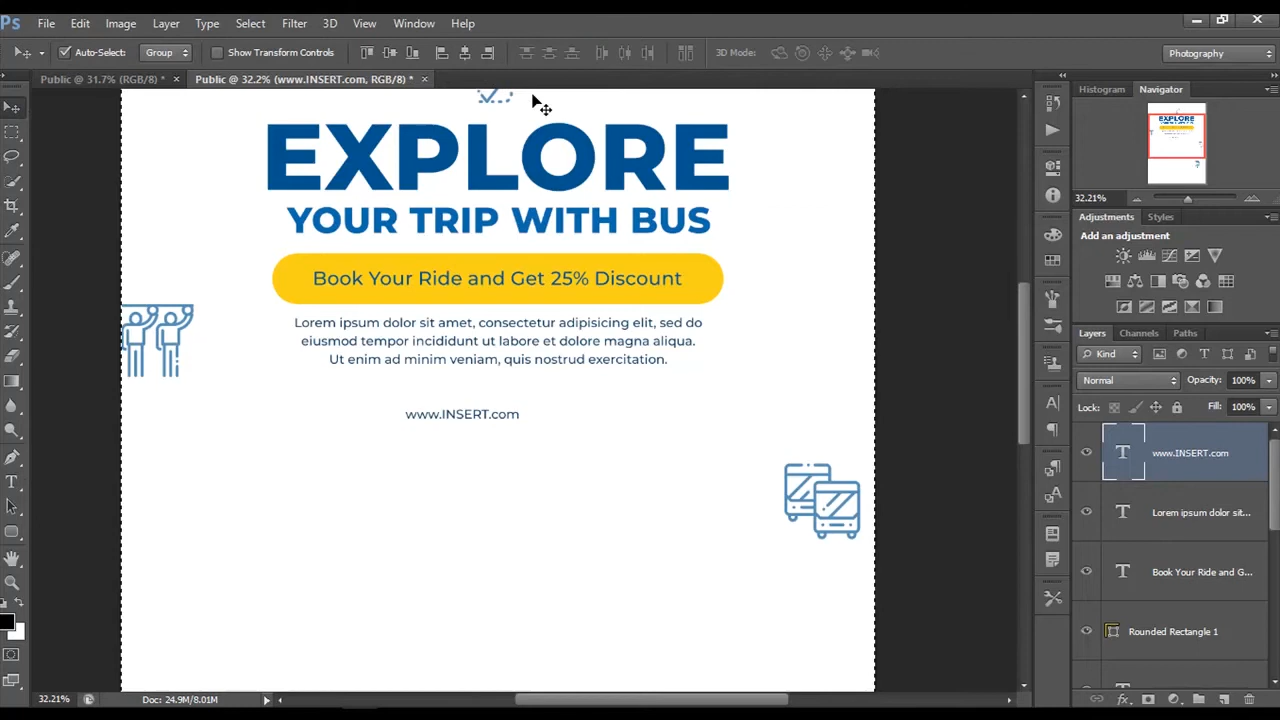 Ps File Edit Image Layer Type Select Filter 3D View Window Help
Auto-Select: Group Show Transform Controls 3D Mode: Photography
Public @ 31.7% (RGB/8) * × Public @ 32.2% (www.INSERT.com, RGB/8) * ×
Histogram Navigator
EXPLORE
YOUR TRIP WITH BUS
Book Your Ride and Get 25% Discount
Lorem ipsum dolor sit amet, consectetur adipisicing elit, sed do
eiusmod tempor incididunt ut labore et dolore magna aliqua.
Ut enim ad minim veniam, quis nostrud exercitation.
www.INSERT.com
32.21%
Adjustments Styles
Add an adjustment
Layers Channels Paths
Kind
Normal Opacity: 100%
Lock: Fill: 100%
T www.INSERT.com
T Lorem ipsum dolor sit...
T Book Your Ride and G...
Rounded Rectangle 1
32.21% Doc: 24.9M/8.01M